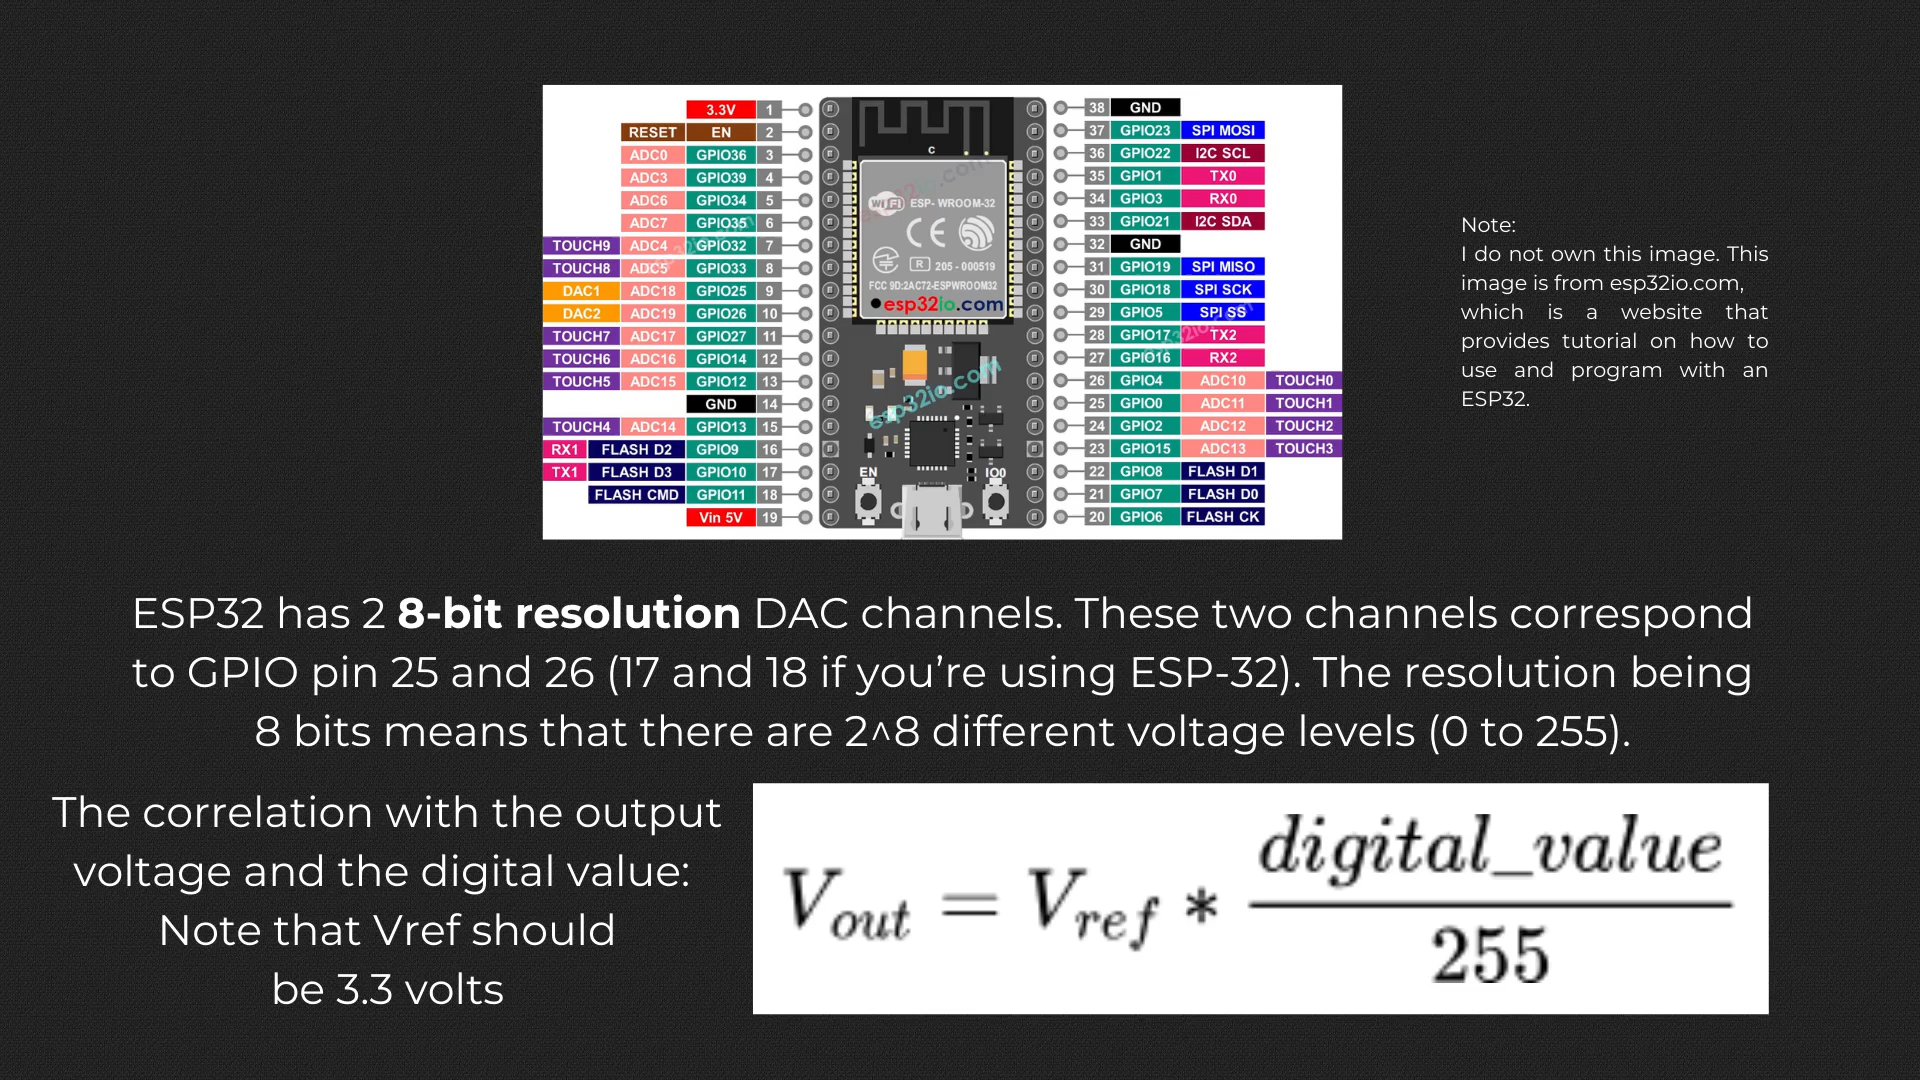 3.3V 1
RESET EN 2
ADC0 GPIO36 3
ADC3 GPIO39 4
ADC6 GPIO34 5
ADC7 GPIO35 6
TOUCH9 ADC4 GPIO32 7
TOUCH8 ADC5 GPIO33 8
DAC1 ADC18 GPIO25 9
DAC2 ADC19 GPIO26 10
TOUCH7 ADC17 GPIO27 11
TOUCH6 ADC16 GPIO14 12
TOUCH5 ADC15 GPIO12 13
GND 14
TOUCH4 ADC14 GPIO13 15
RX1 FLASH D2 GPIO9 16
TX1 FLASH D3 GPIO10 17
FLASH CMD GPIO11 18
Vin 5V 19
C
WiFi ESP- WROOM-32
CE
R 205 - 000519
FCC 9D:2AC72-ESPWROOM32
esp32io.com
esp32io.com
EN IO0
38 GND
37 GPIO23 SPI MOSI
36 GPIO22 I2C SCL
35 GPIO1 TX0
34 GPIO3 RX0
33 GPIO21 I2C SDA
32 GND
31 GPIO19 SPI MISO
30 GPIO18 SPI SCK
29 GPIO5 SPI SS
28 GPIO17 TX2
27 GPIO16 RX2
26 GPIO4 ADC10 TOUCH0
25 GPIO0 ADC11 TOUCH1
24 GPIO2 ADC12 TOUCH2
23 GPIO15 ADC13 TOUCH3
22 GPIO8 FLASH D1
21 GPIO7 FLASH D0
20 GPIO6 FLASH CK
Note:
I do not own this image. This
image is from esp32io.com,
which is a website that
provides tutorial on how to
use and program with an
ESP32.
ESP32 has 2 8-bit resolution DAC channels. These two channels correspond
to GPIO pin 25 and 26 (17 and 18 if you’re using ESP-32). The resolution being
8 bits means that there are 2^8 different voltage levels (0 to 255).
The correlation with the output
voltage and the digital value:
Note that Vref should
be 3.3 volts
V_out = V_ref * digital_value
255